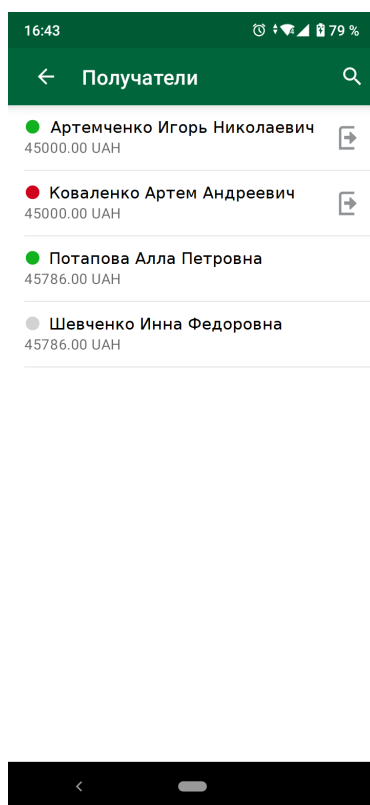 16:43 79 %
Получатели
Артемченко Игорь Николаевич
45000.00 UAH
Коваленко Артем Андреевич
45000.00 UAH
Потапова Алла Петровна
45786.00 UAH
Шевченко Инна Федоровна
45786.00 UAH